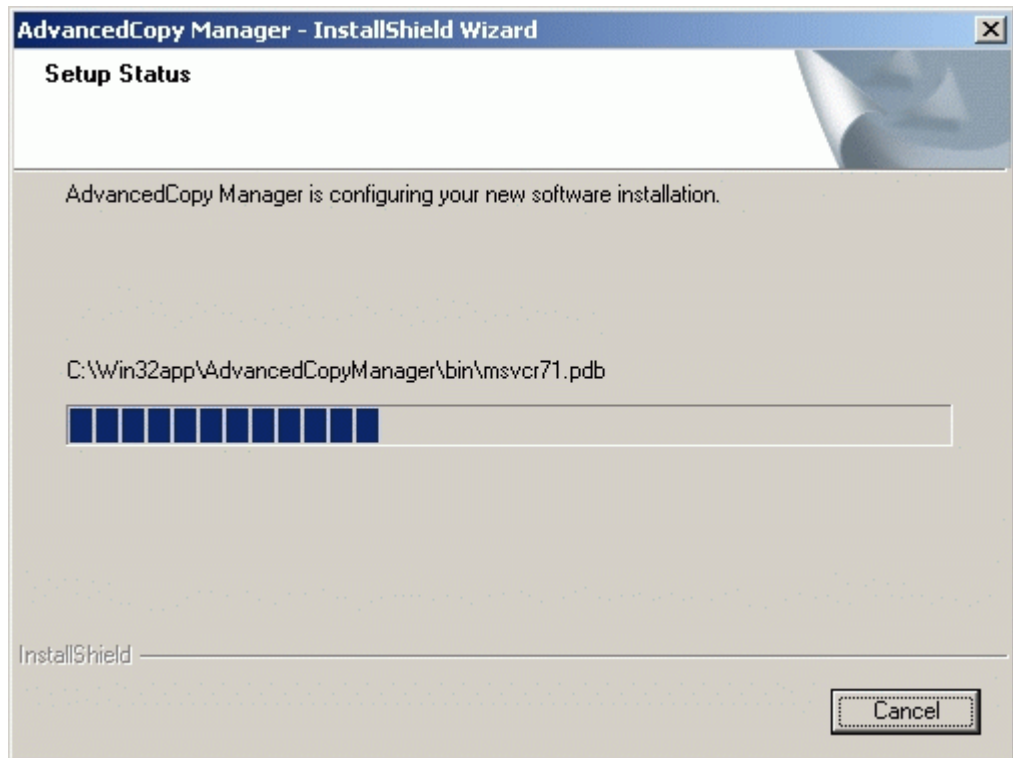 AdvancedCopy Manager - InstallShield Wizard
Setup Status
AdvancedCopy Manager is configuring your new software installation.
C:\Win32app\AdvancedCopyManager\bin\msvcr71.pdb
InstallShield
Cancel